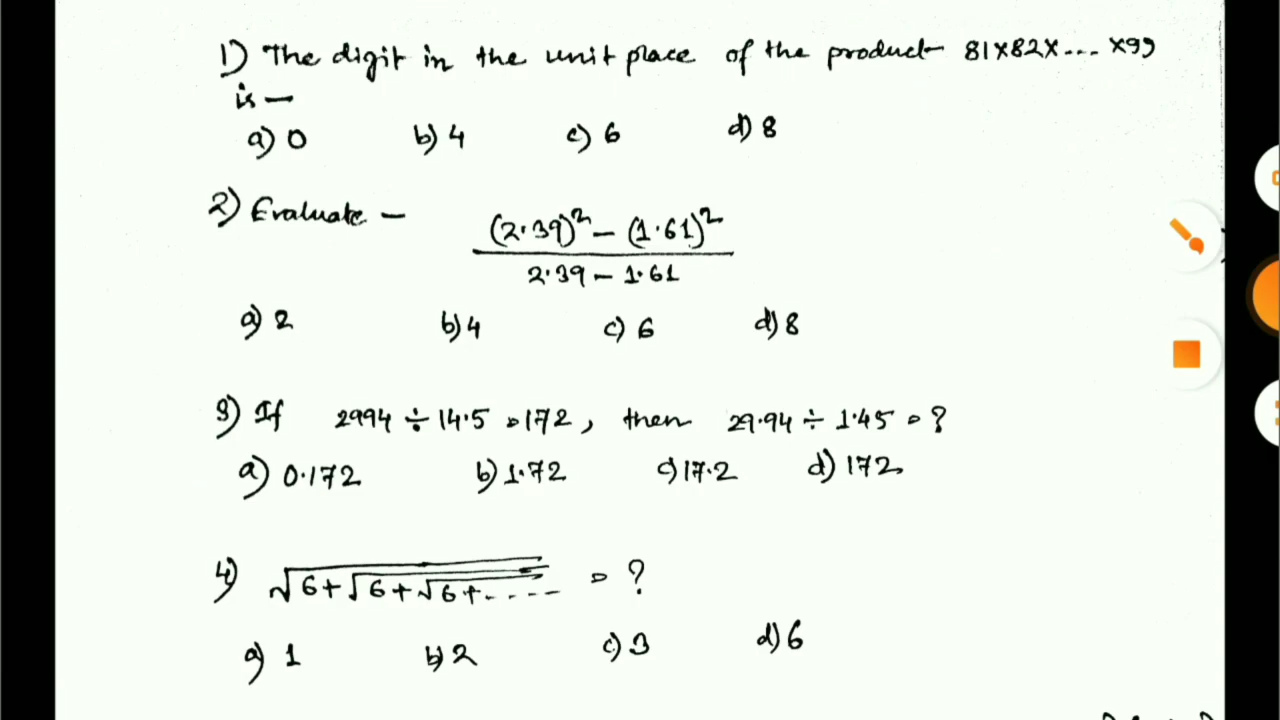 1) The digit in the unit place of the product 81×82×... ×99
is —
a) 0 b) 4 c) 6 d) 8
2) Evaluate — (2.39)² – (1.61)²
2.39 – 1.61
a) 2 b) 4 c) 6 d) 8
3) If 2994 ÷ 14.5 = 172, then 29.94 ÷ 1.45 = ?
a) 0.172 b) 1.72 c) 17.2 d) 172
4) √6+√6+√6+..... = ?
a) 1 b) 2 c) 3 d) 6